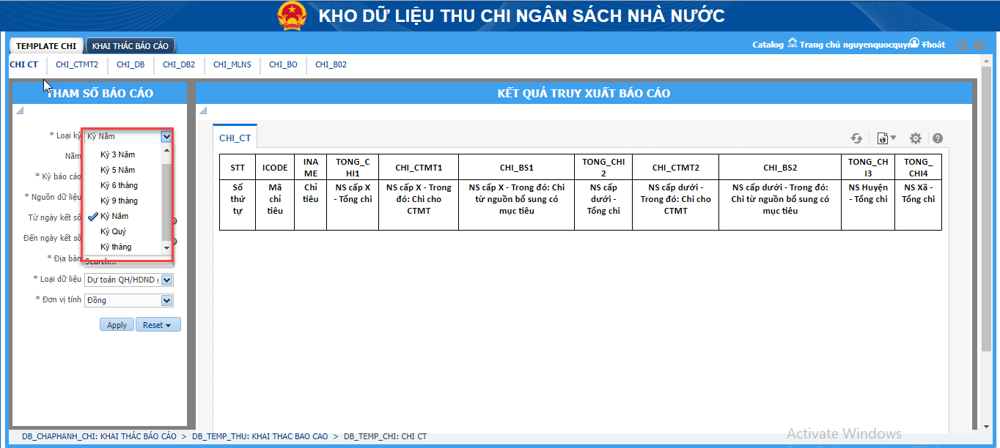 KHO DỮ LIỆU THU CHI NGÂN SÁCH NHÀ NƯỚC
TEMPLATE CHI KHAI THÁC BÁO CÁO
Catalog Trang chủ nguyenquocquynh Thoát
CHI CT CHI_CTMT2 CHI_DB CHI_DB2 CHI_MLNS CHI_BO CHI_B02
THAM SỐ BÁO CÁO
KẾT QUẢ TRUY XUẤT BÁO CÁO
* Loại kỳ Kỳ Năm
Kỳ 3 Năm
Kỳ 5 Năm
Kỳ 6 tháng
Kỳ 9 tháng
Kỳ Năm
Kỳ Quý
Kỳ tháng
Năm
* Kỳ báo cáo
* Nguồn dữ liệu
Từ ngày kết số
Đến ngày kết số
* Địa bàn Search...
* Loại dữ liệu Dự toán QH/HDND
* Đơn vị tính Đồng
Apply Reset
CHI_CT
STT ICODE INAME TONG_CHI1 CHI_CTMT1 CHI_BS1 TONG_CHI2 CHI_CTMT2 CHI_BS2 TONG_CHI3 TONG_CHI4
Số thứ tự Mã chỉ tiêu Chỉ tiêu NS cấp X - Tổng chi NS cấp X - Trong đó: Chi cho CTMT NS cấp X - Trong đó: Chi từ nguồn bổ sung có mục tiêu NS cấp dưới - Tổng chi NS cấp dưới - Trong đó: Chi cho CTMT NS cấp dưới - Trong đó: Chi từ nguồn bổ sung có mục tiêu NS Huyện - Tổng chi NS Xã - Tổng chi
DB_CHAPHANH_CHI: KHAI THÁC BÁO CÁO > DB_TEMP_THU: KHAI THAC BAO CAO > DB_TEMP_CHI: CHI CT
Activate Windows